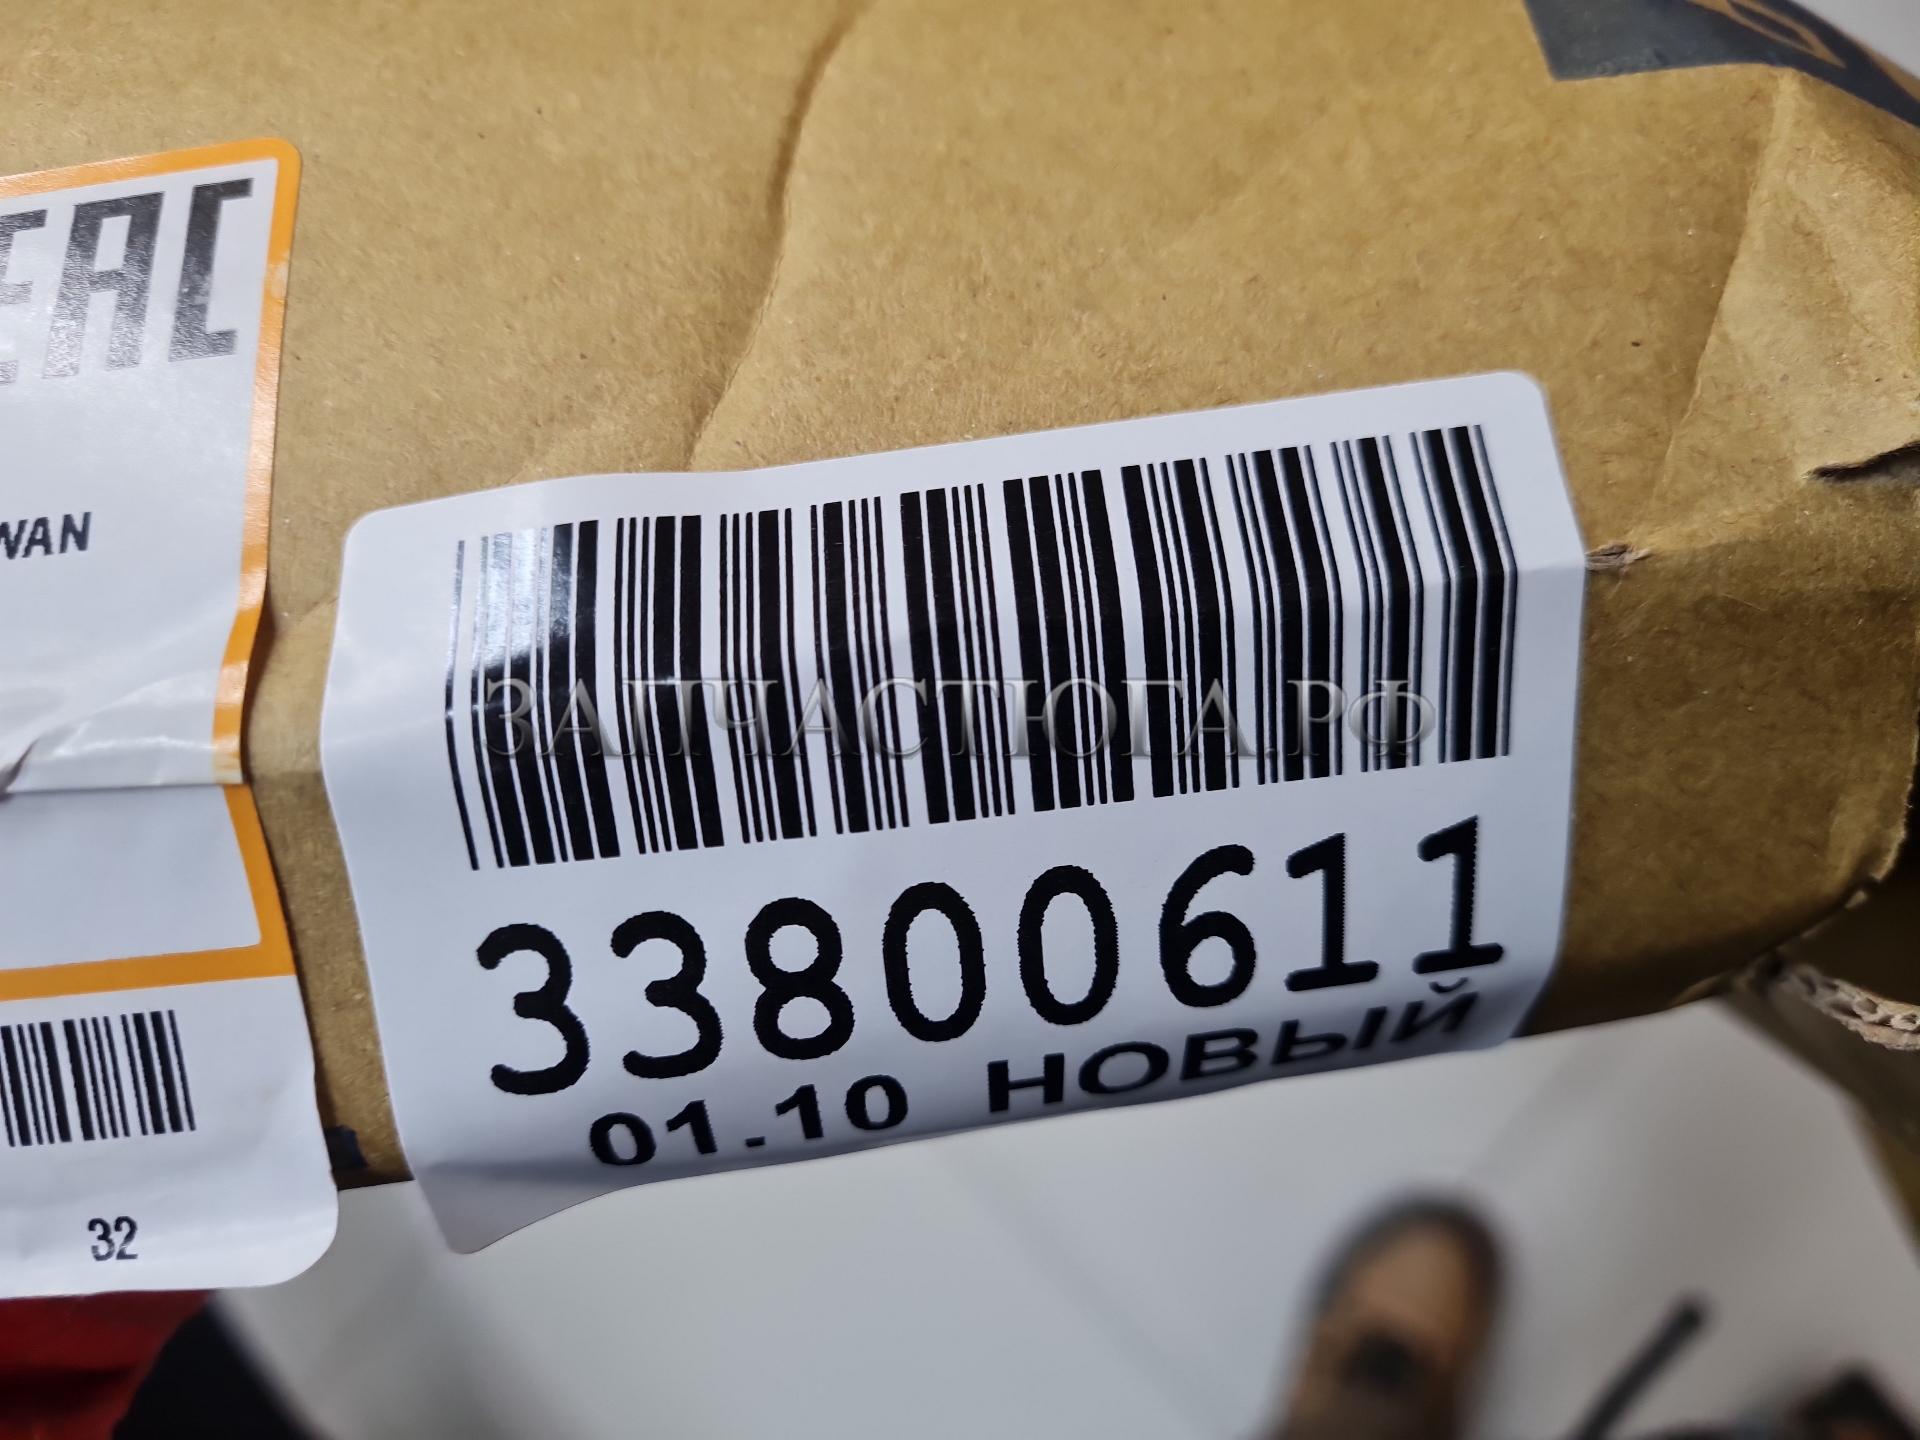 EAC
WAN
ЗАПЧАСТЮГА.РФ
33800611
01.10 НОВЫЙ
32